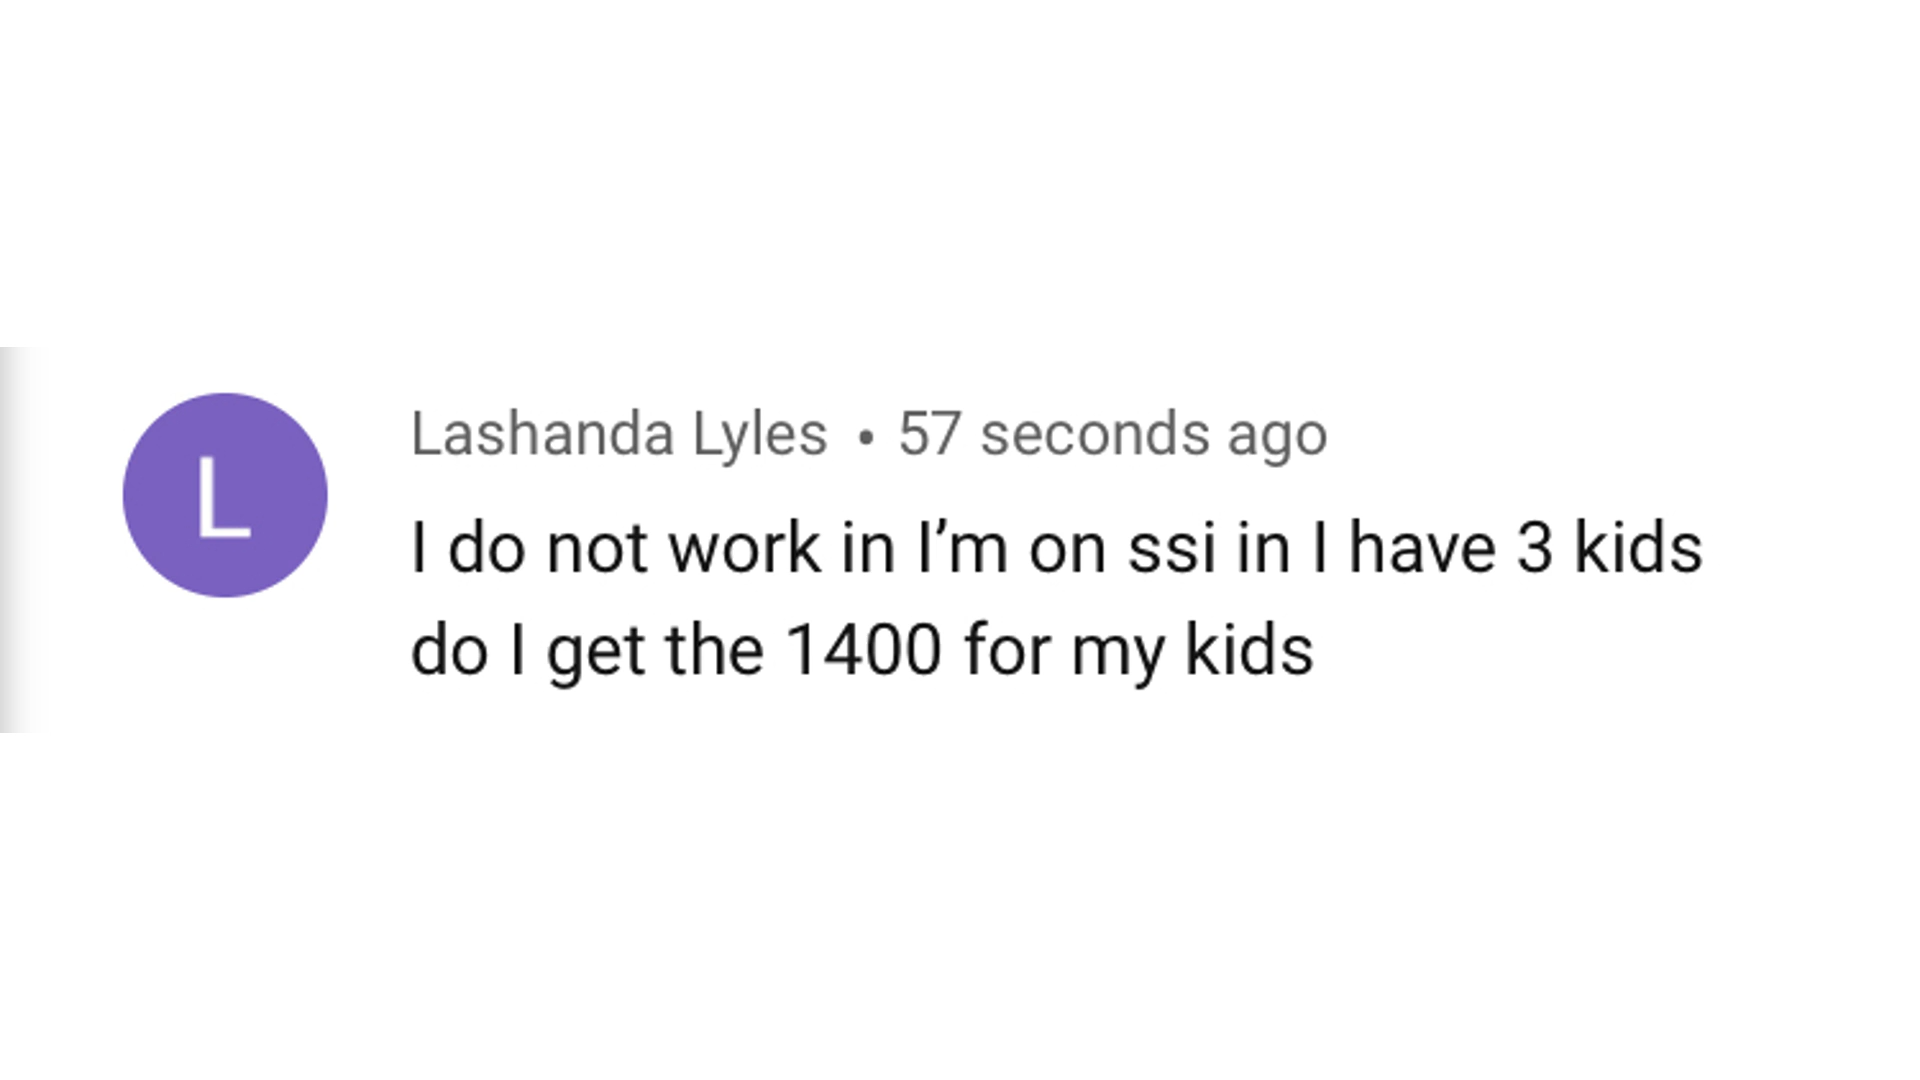 L
Lashanda Lyles • 57 seconds ago
I do not work in I’m on ssi in I have 3 kids
do I get the 1400 for my kids